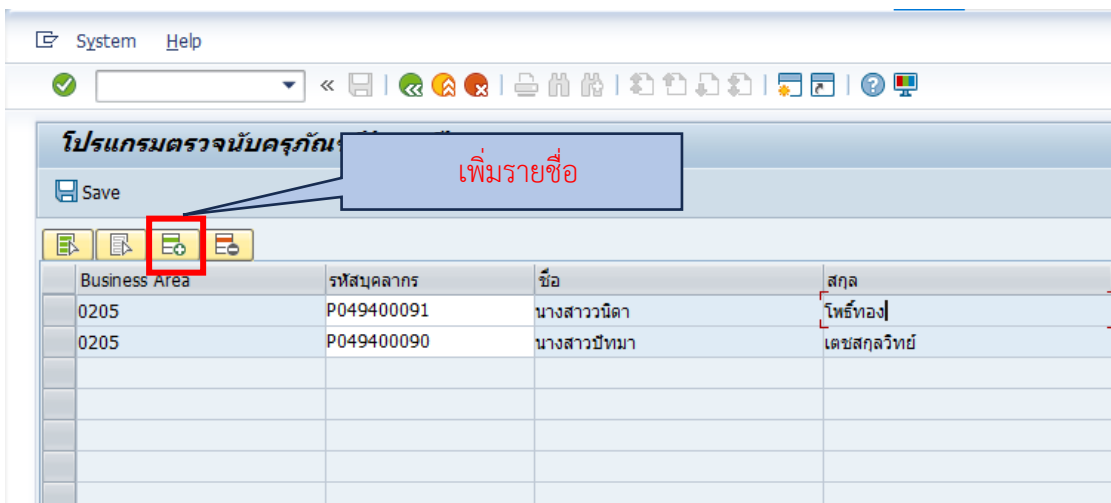 System Help
โปรแกรมตรวจนับครุภัณ
เพิ่มรายชื่อ
Save
Business Area รหัสบุคลากร ชื่อ สกุล
0205 P049400091 นางสาววนิดา โพธิ์ทอง
0205 P049400090 นางสาวปัทมา เตชสกุลวิทย์